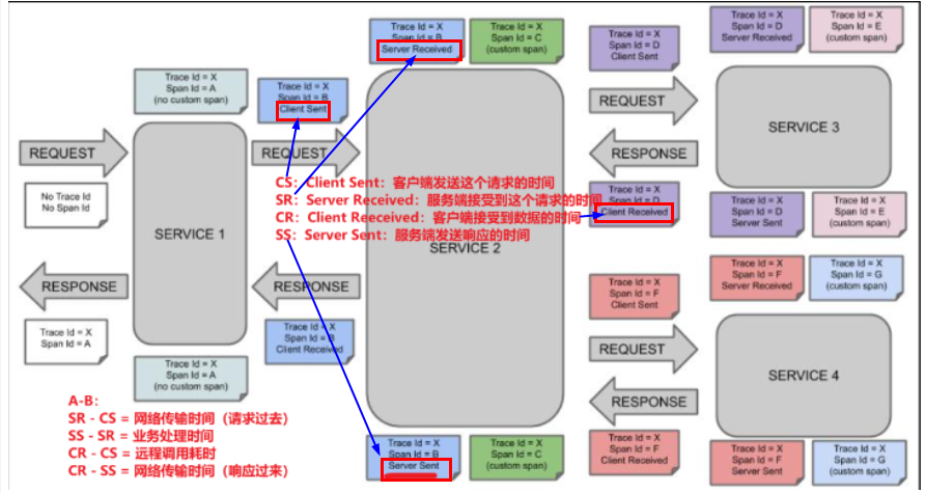 Trace Id = X
Span Id = B
Server Received
Trace Id = X
Span Id = C
(custom span)
Trace Id = X
Span Id = D
Client Sent
Trace Id = X
Span Id = D
Server Received
Trace Id = X
Span Id = E
(custom span)
Trace Id = X
Span Id = A
(no custom span)
Trace Id = X
Span Id = B
Client Sent
REQUEST
REQUEST
REQUEST
SERVICE 3
RESPONSE
No Trace Id
No Span Id
CS：Client Sent：客户端发送这个请求的时间
SR：Server Received：服务端接受到这个请求的时间
CR：Client Reeceived：客户端接受到数据的时间
SS：Server Sent：服务端发送响应的时间
Trace Id = X
Span Id = D
Client Received
Trace Id = X
Span Id = D
Server Sent
Trace Id = X
Span Id = E
(custom span)
SERVICE 1
SERVICE 2
RESPONSE
RESPONSE
Trace Id = X
Span Id = F
Client Sent
Trace Id = X
Span Id = F
Server Received
Trace Id = X
Span Id = G
(custom span)
Trace Id = X
Span Id = A
Trace Id = X
Span Id = B
Client Received
REQUEST
SERVICE 4
RESPONSE
Trace Id = X
Span Id = A
(no custom span)
A-B：
SR - CS = 网络传输时间（请求过去）
SS - SR = 业务处理时间
CR - CS = 远程调用耗时
CR - SS = 网络传输时间（响应过来）
Trace Id = X
Span Id = B
Server Sent
Trace Id = X
Span Id = C
(custom span)
Trace Id = X
Span Id = F
Client Received
Trace Id = X
Span Id = F
Server Sent
Trace Id = X
Span Id = G
(custom span)